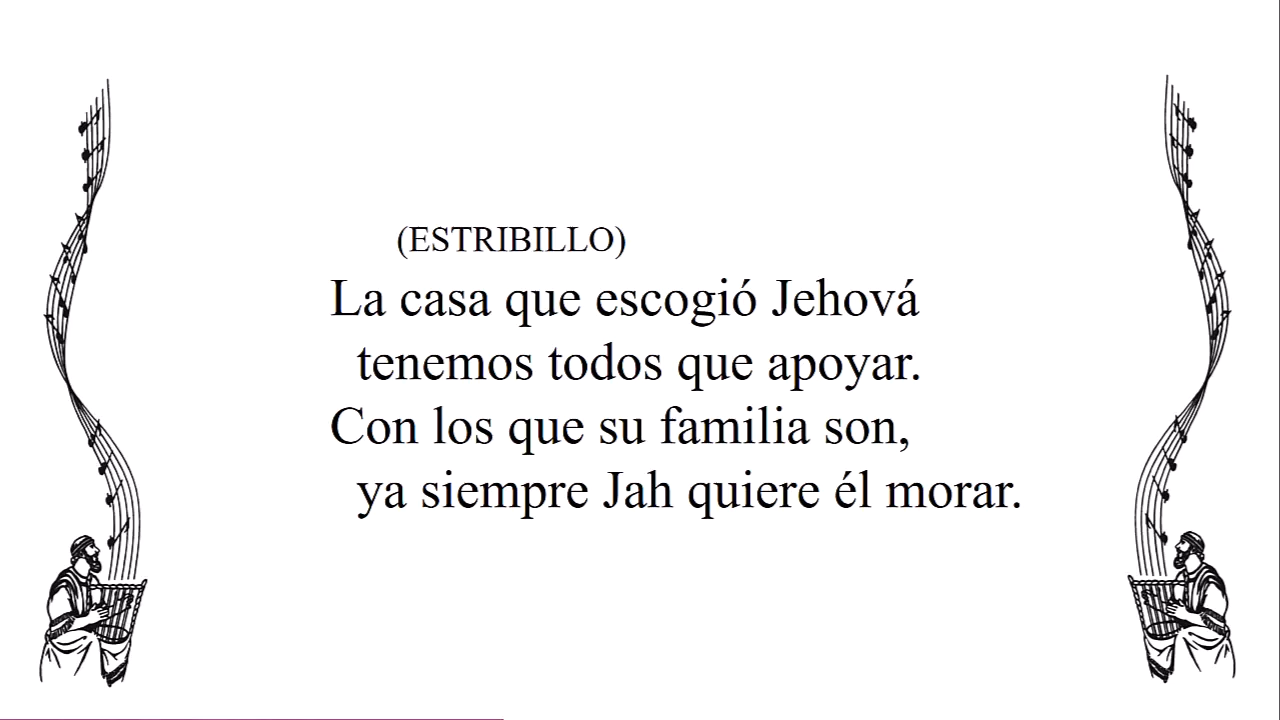 (ESTRIBILLO)
La casa que escogió Jehová
tenemos todos que apoyar.
Con los que su familia son,
ya siempre Jah quiere él morar.